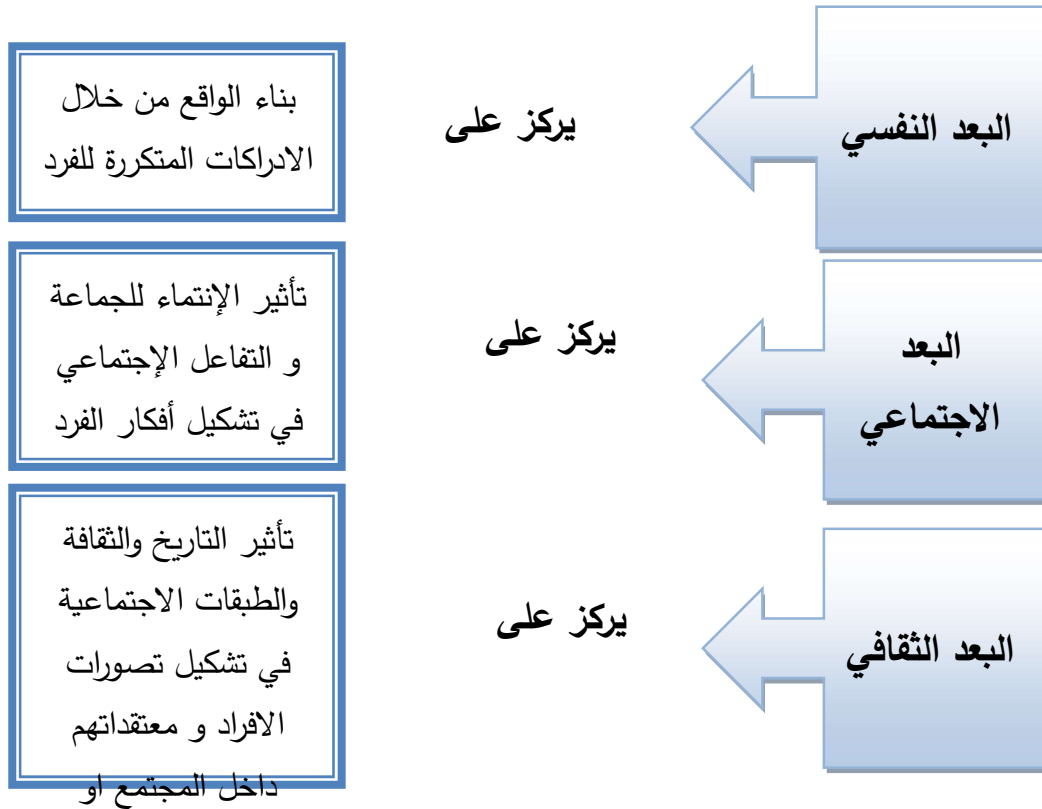 البعد النفسي
يركز على
بناء الواقع من خلال
الادراكات المتكررة للفرد
البعد
الاجتماعي
يركز على
تأثير الإنتماء للجماعة
و التفاعل الإجتماعي
في تشكيل أفكار الفرد
البعد الثقافي
يركز على
تأثير التاريخ والثقافة
والطبقات الاجتماعية
في تشكيل تصورات
الافراد و معتقداتهم
داخل المجتمع او